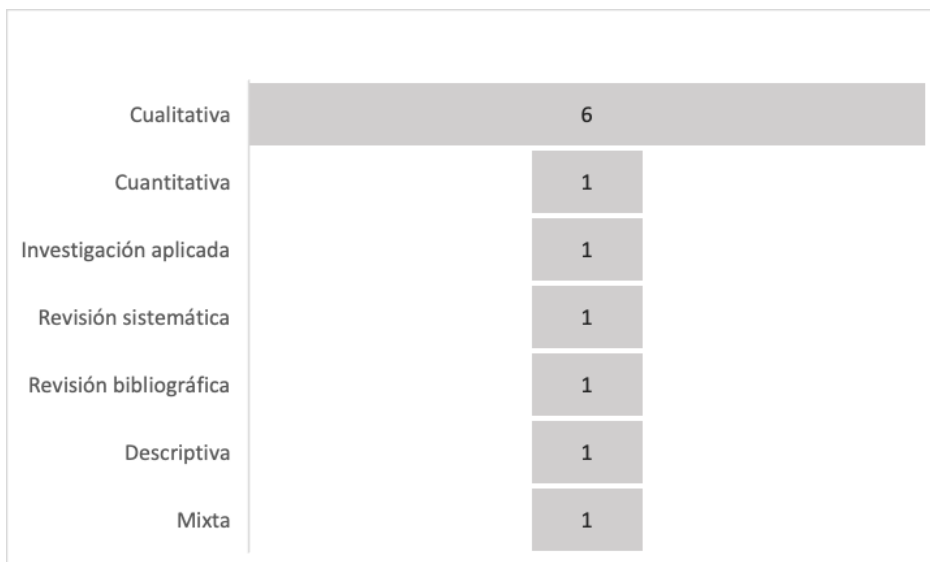 Cualitativa 6
Cuantitativa 1
Investigación aplicada 1
Revisión sistemática 1
Revisión bibliográfica 1
Descriptiva 1
Mixta 1